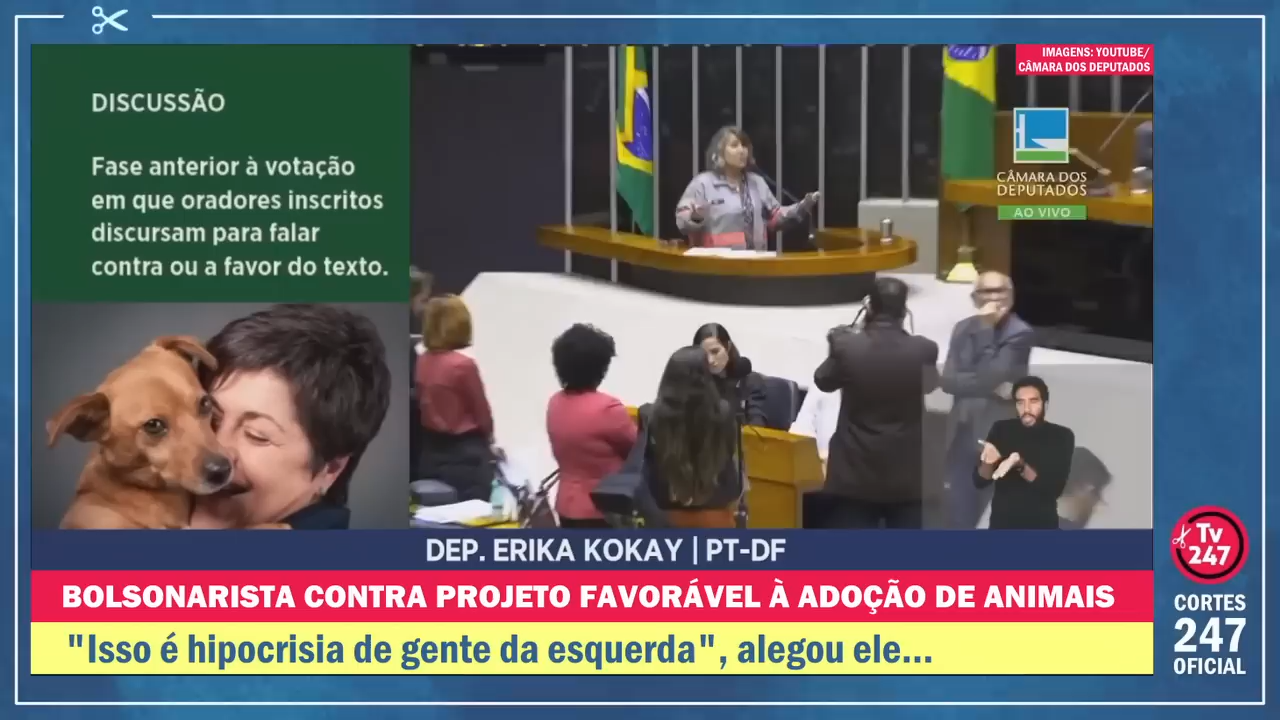 IMAGENS: YOUTUBE/
CÂMARA DOS DEPUTADOS
DISCUSSÃO
Fase anterior à votação
em que oradores inscritos
discursam para falar
contra ou a favor do texto.
CÂMARA DOS
DEPUTADOS
AO VIVO
DEP. ERIKA KOKAY | PT-DF
BOLSONARISTA CONTRA PROJETO FAVORÁVEL À ADOÇÃO DE ANIMAIS
"Isso é hipocrisia de gente da esquerda", alegou ele...
Tv
247
CORTES
247
OFICIAL